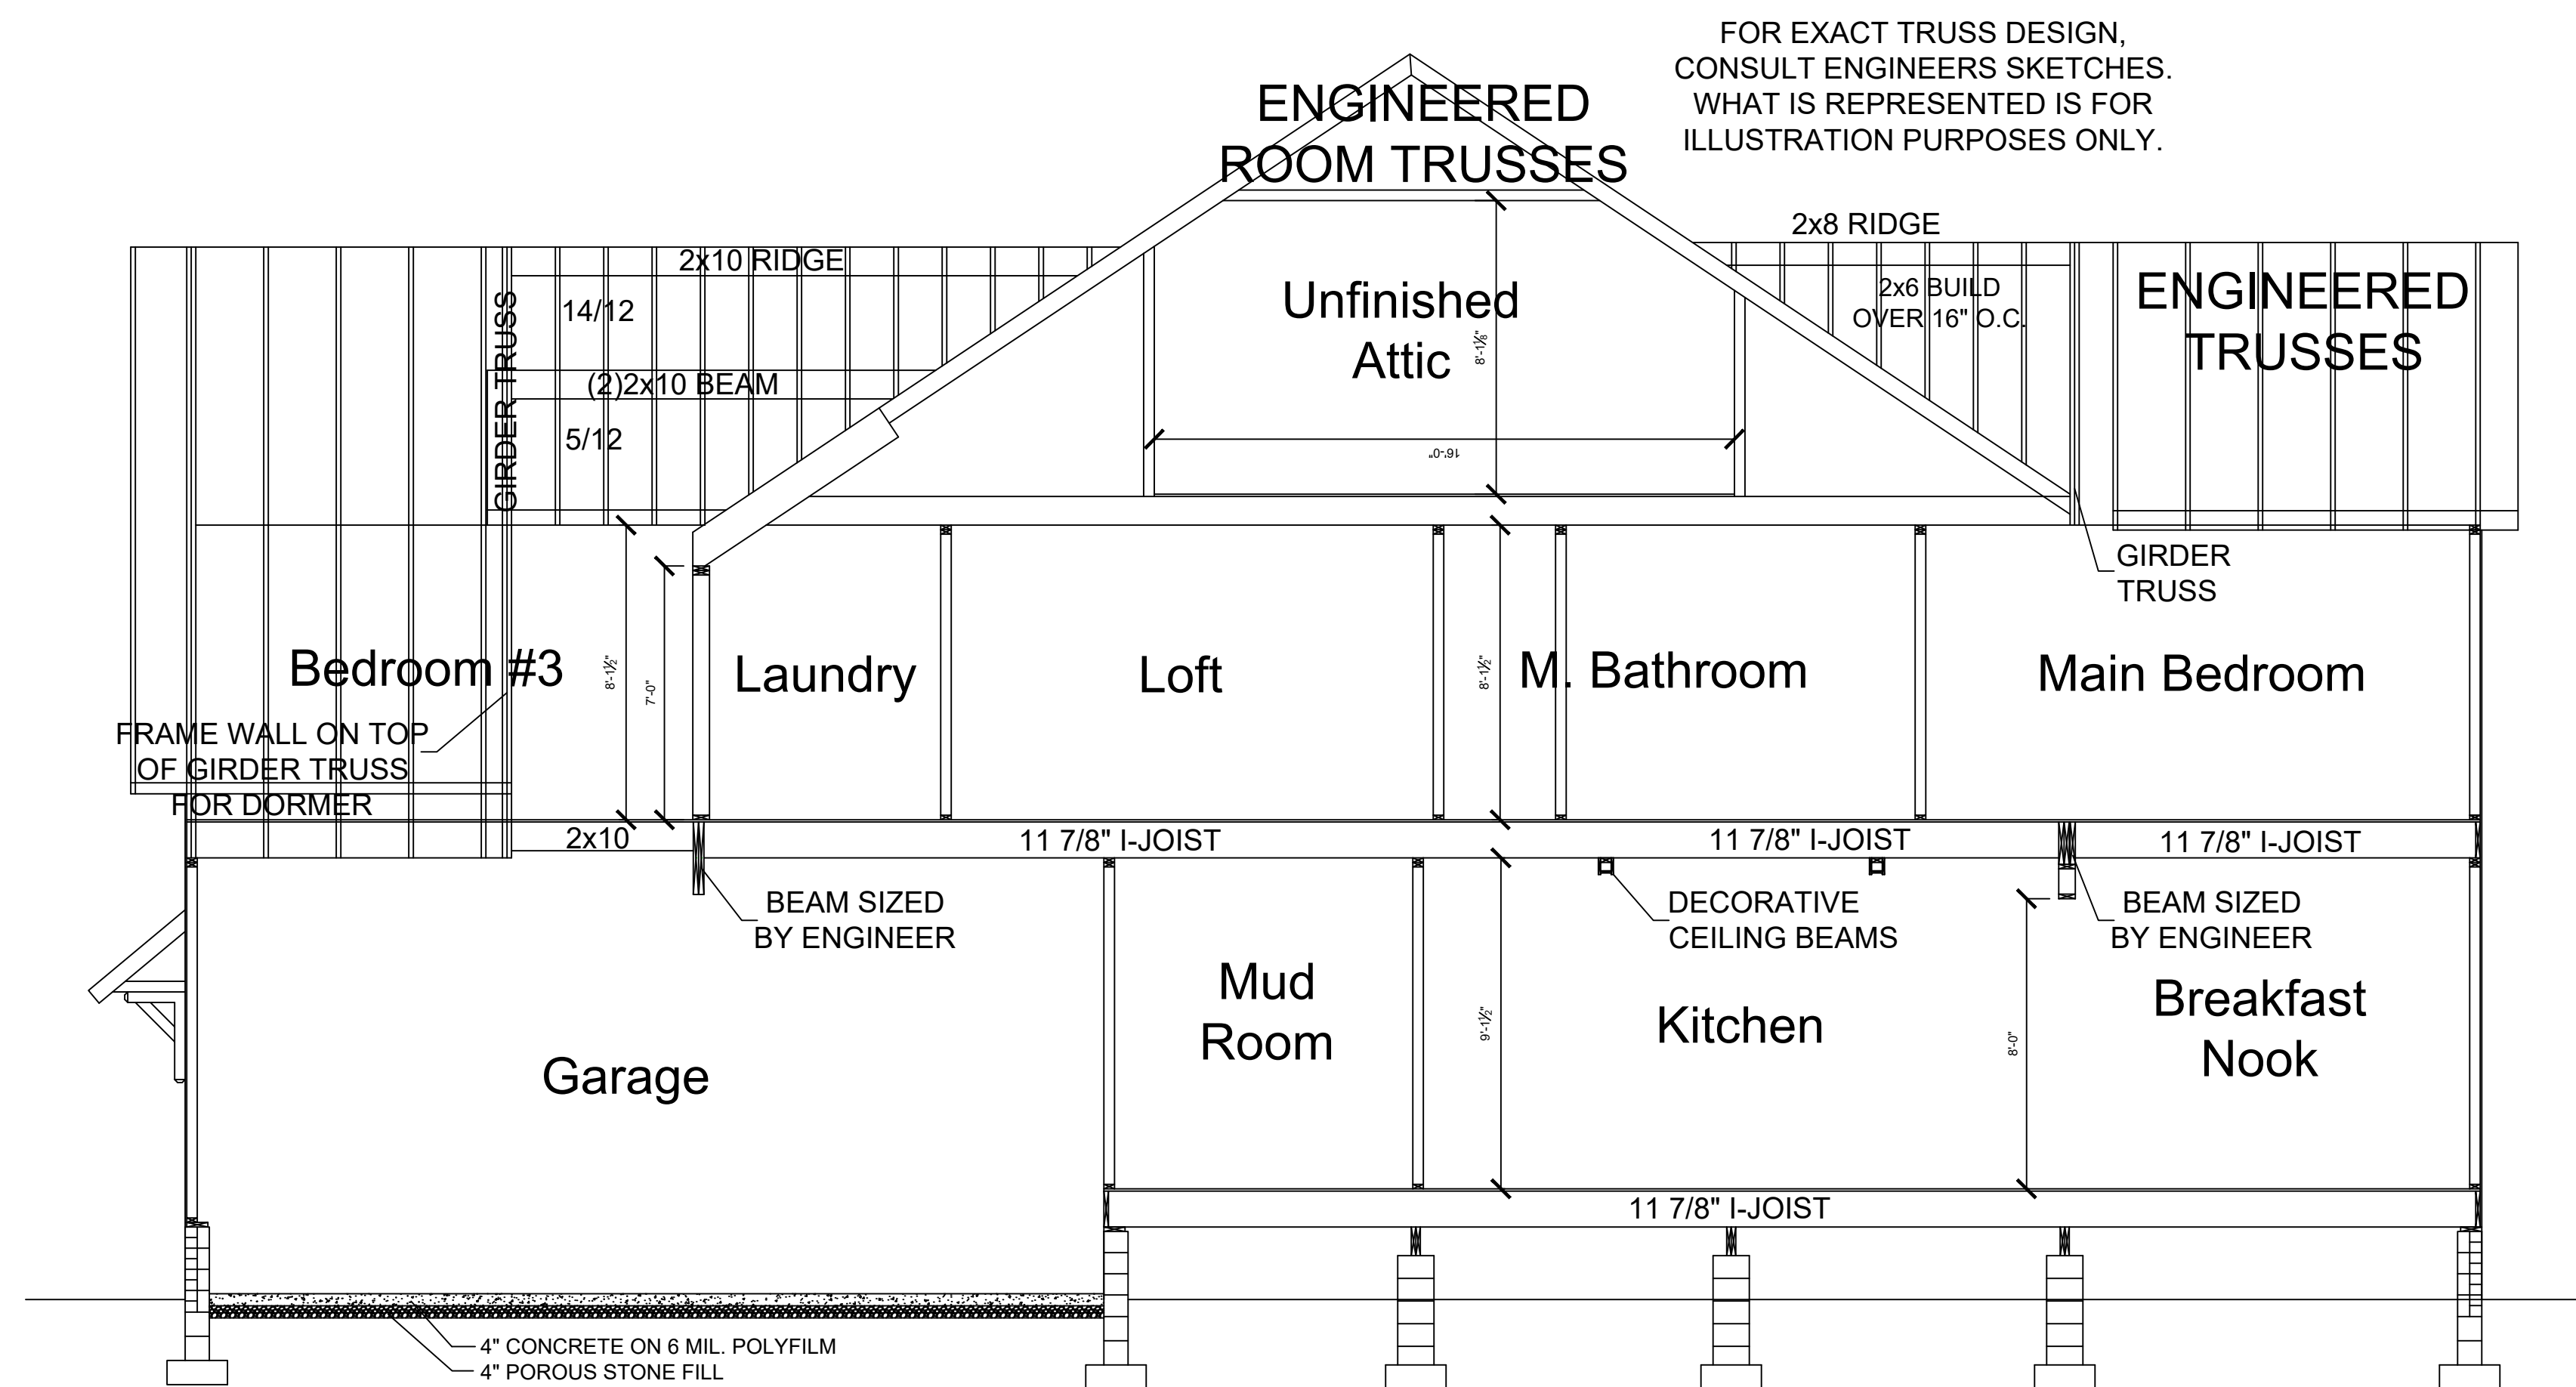 FOR EXACT TRUSS DESIGN,
CONSULT ENGINEERS SKETCHES.
WHAT IS REPRESENTED IS FOR
ILLUSTRATION PURPOSES ONLY.
ENGINEERED
ROOM TRUSSES
2x8 RIDGE
2x10 RIDGE
14/12
(2)2x10 BEAM
5/12
GIRDER TRUSS
Unfinished
Attic
8'-1⅛"
16'-0"
2x6 BUILD
OVER 16" O.C.
ENGINEERED
TRUSSES
GIRDER
TRUSS
Bedroom #3
8'-1½"
7'-0"
Laundry
Loft
8'-1½"
M. Bathroom
Main Bedroom
FRAME WALL ON TOP
OF GIRDER TRUSS
FOR DORMER
2x10
11 7/8" I-JOIST
11 7/8" I-JOIST
11 7/8" I-JOIST
BEAM SIZED
BY ENGINEER
DECORATIVE
CEILING BEAMS
BEAM SIZED
BY ENGINEER
Garage
Mud
Room
9'-1½"
Kitchen
8'-0"
Breakfast
Nook
11 7/8" I-JOIST
4" CONCRETE ON 6 MIL. POLYFILM
4" POROUS STONE FILL